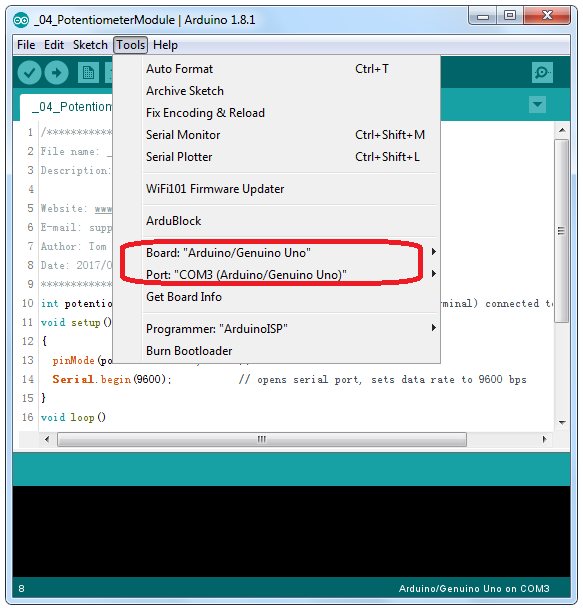 _04_PotentiometerModule | Arduino 1.8.1
File Edit Sketch Tools Help
Auto Format Ctrl+T
Archive Sketch
Fix Encoding & Reload
Serial Monitor Ctrl+Shift+M
Serial Plotter Ctrl+Shift+L
WiFi101 Firmware Updater
ArduBlock
Board: "Arduino/Genuino Uno"
Port: "COM3 (Arduino/Genuino Uno)"
Get Board Info
Programmer: "ArduinoISP"
Burn Bootloader
_04_Potentiom
1 /*************
2 File name: _
3 Description:
4
5 Website: www
6 E-mail: supp
7 Author: Tom
8 Date: 2017/0
9 *************
10 int potentio rminal) connected to
11 void setup()
12 {
13 pinMode(po
14 Serial.begin(9600); // opens serial port, sets data rate to 9600 bps
15 }
16 void loop()
8 Arduino/Genuino Uno on COM3